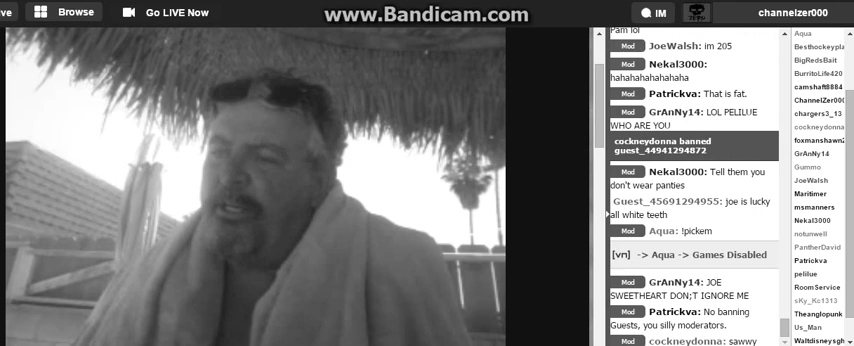 ve Browse Go LIVE Now www.Bandicam.com IM channelzer000
Pam lol
Mod JoeWalsh: im 205
Mod Nekal3000:
hahahahahahahaha
Mod Patrickva: That is fat.
Mod GrAnNy14: LOL PELILUE
WHO ARE YOU
cockneydonna banned
guest_44941294872
Mod Nekal3000: Tell them you
don't wear panties
Guest_45691294955: joe is lucky
all white teeth
Mod Aqua: !pickem
[vn] -> Aqua -> Games Disabled
Mod GrAnNy14: JOE
SWEETHEART DON;T IGNORE ME
Mod Patrickva: No banning
Guests, you silly moderators.
Mod cockneydonna: sawwy
Aqua
Besthockeypla
BigRedsBait
BurritoLife420
camshaft8884
ChannelZer000
chargers3_13
cockneydonna
foxmanshawn2
GrAnNy14
Gummo
JoeWalsh
Maritimer
msmanners
Nekal3000
notunwell
PantherDavid
Patrickva
pelilue
RoomService
sKy_Kc1313
Theanglopunk
Us_Man
Waltdisneysgh